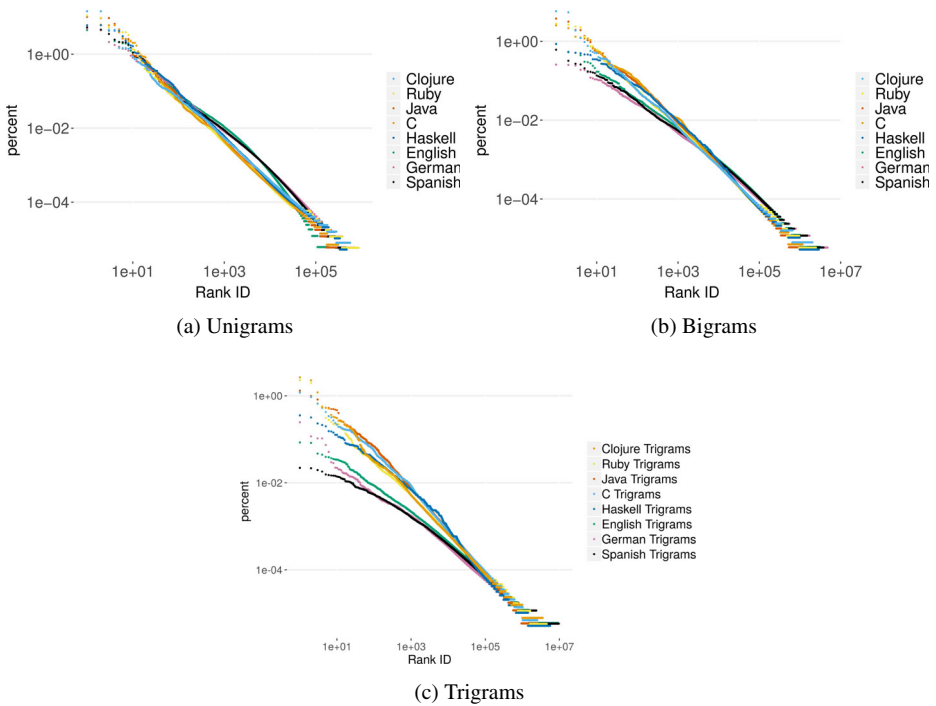 1e+00
1e−02
1e−04
percent
1e+01 1e+03 1e+05
Rank ID
Clojure
Ruby
Java
C
Haskell
English
German
Spanish
(a) Unigrams
1e+00
1e−02
1e−04
percent
1e+01 1e+03 1e+05 1e+07
Rank ID
Clojure
Ruby
Java
C
Haskell
English
German
Spanish
(b) Bigrams
1e+00
1e−02
1e−04
percent
1e+01 1e+03 1e+05 1e+07
Rank ID
Clojure Trigrams
Ruby Trigrams
Java Trigrams
C Trigrams
Haskell Trigrams
English Trigrams
German Trigrams
Spanish Trigrams
(c) Trigrams